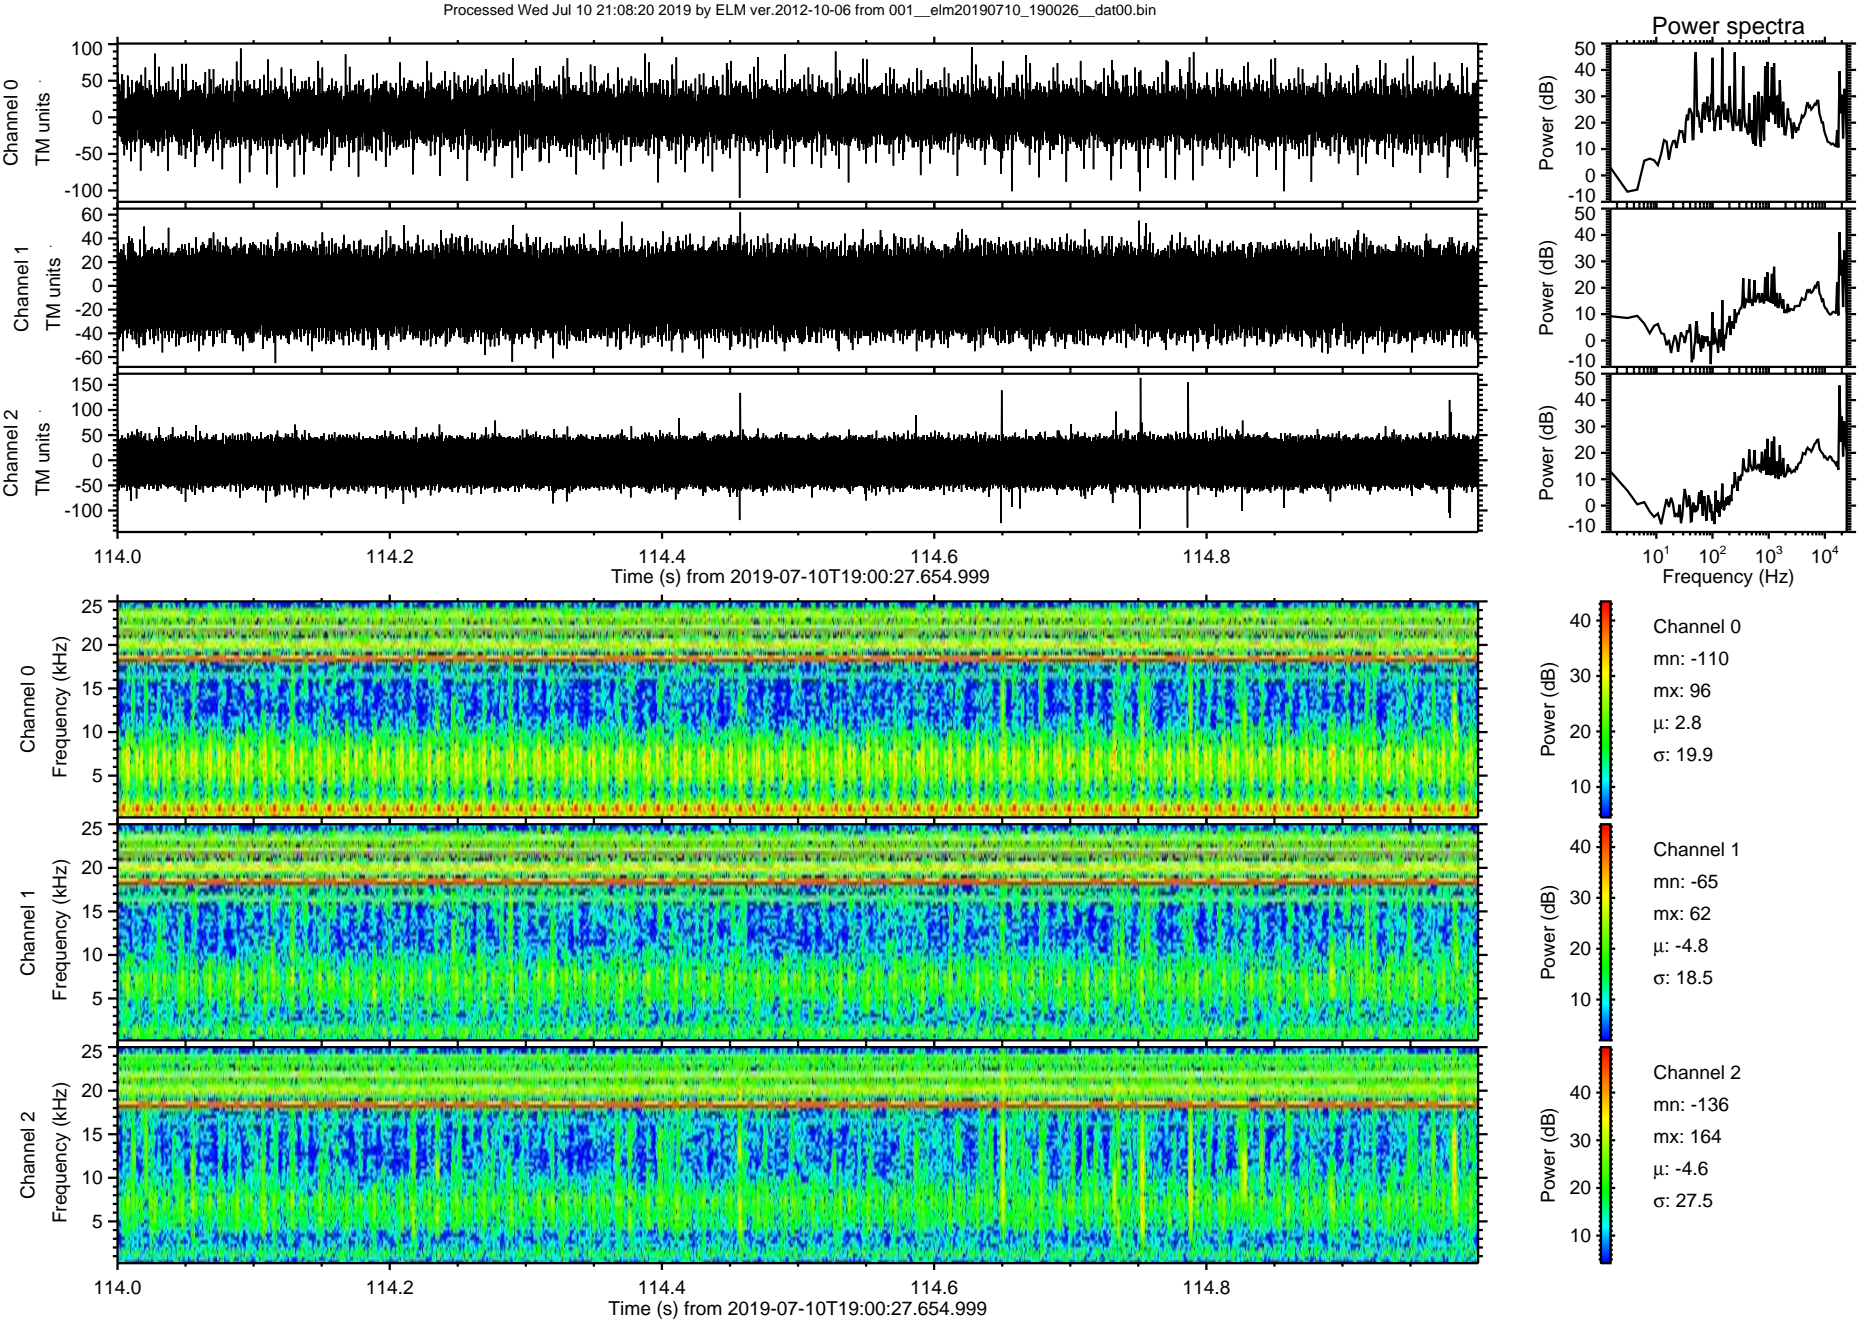 Processed Wed Jul 10 21:08:20 2019 by ELM ver.2012-10-06 from 001__elm20190710_190026__dat00.bin
Power spectra
Channel 0
TM units
100
50
0
-50
-100
Power (dB)
50
40
30
20
10
0
-10
Channel 1
TM units
60
40
20
0
-20
-40
-60
Power (dB)
50
40
30
20
10
0
-10
Channel 2
TM units
150
100
50
0
-50
-100
Power (dB)
50
40
30
20
10
0
-10
114.0 114.2 114.4 114.6 114.8
Time (s) from 2019-07-10T19:00:27.654.999
10¹ 10² 10³ 10⁴
Frequency (Hz)
Channel 0
Frequency (kHz)
25
20
15
10
5
Power (dB)
40
30
20
10
Channel 0
mn: -110
mx: 96
μ: 2.8
σ: 19.9
Channel 1
Frequency (kHz)
25
20
15
10
5
Power (dB)
40
30
20
10
Channel 1
mn: -65
mx: 62
μ: -4.8
σ: 18.5
Channel 2
Frequency (kHz)
25
20
15
10
5
Power (dB)
40
30
20
10
Channel 2
mn: -136
mx: 164
μ: -4.6
σ: 27.5
114.0 114.2 114.4 114.6 114.8
Time (s) from 2019-07-10T19:00:27.654.999